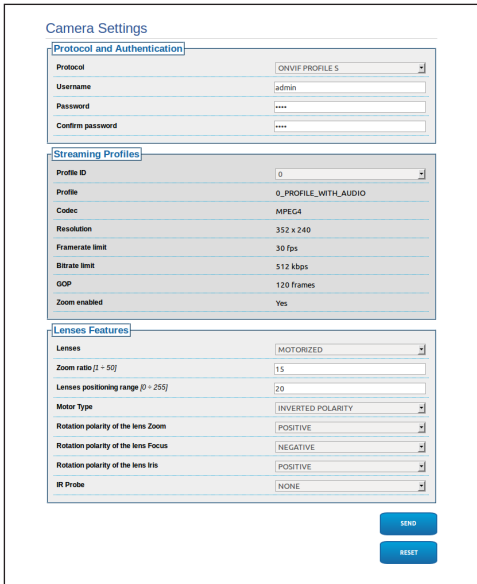 Camera Settings
Protocol and Authentication
Protocol ONVIF PROFILE S
Username admin
Password ••••
Confirm password ••••
Streaming Profiles
Profile ID 0
Profile 0_PROFILE_WITH_AUDIO
Codec MPEG4
Resolution 352 x 240
Framerate limit 30 fps
Bitrate limit 512 kbps
GOP 120 frames
Zoom enabled Yes
Lenses Features
Lenses MOTORIZED
Zoom ratio [1 ÷ 50] 15
Lenses positioning range [0 ÷ 255] 20
Motor Type INVERTED POLARITY
Rotation polarity of the lens Zoom POSITIVE
Rotation polarity of the lens Focus NEGATIVE
Rotation polarity of the lens Iris POSITIVE
IR Probe NONE
SEND
RESET